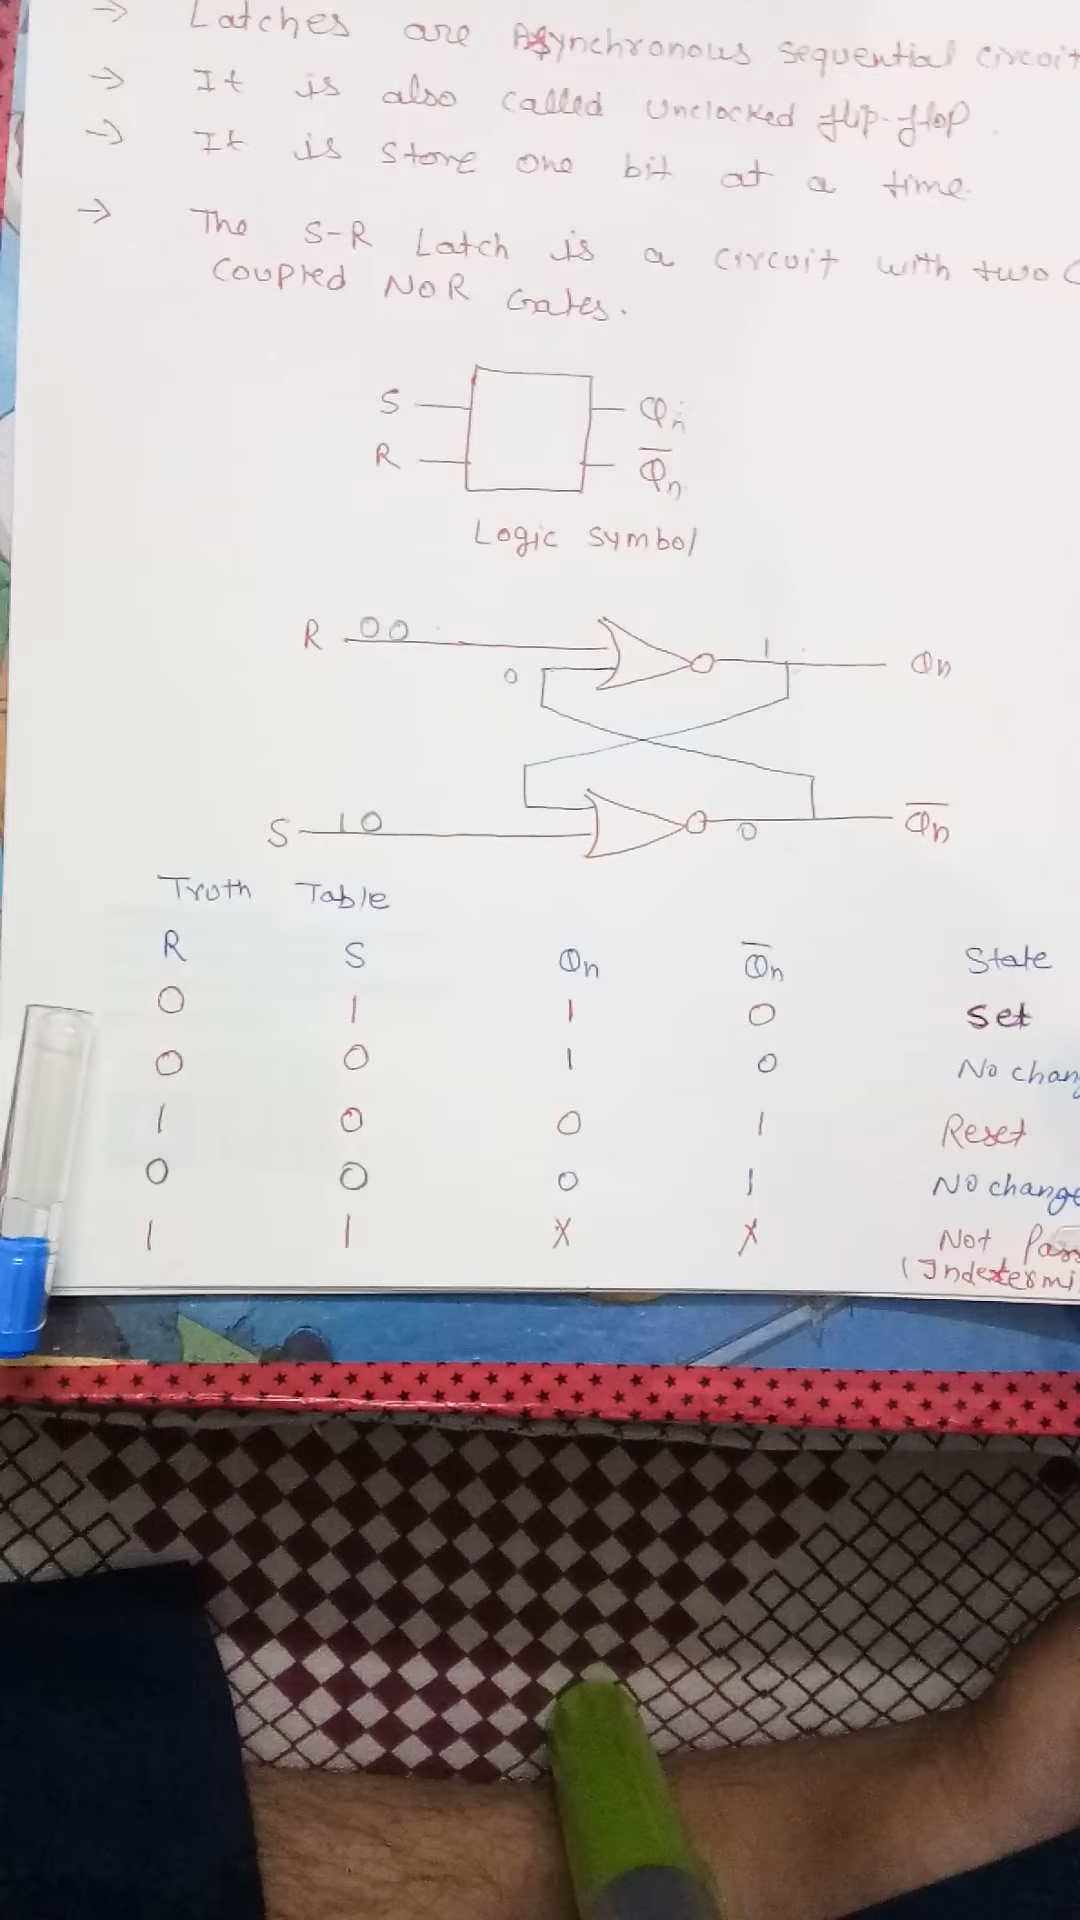 → Latches are Asynchronous sequential circuit
→ It is also called unclocked flip-flop.
→ It is store one bit at a time.
→ The S-R Latch is a circuit with two C
coupled NOR Gates.
S Qn
R Q̅n
Logic symbol
R 00 1 Qn
0
S 10 0 Q̅n
Truth Table
R S Qn Q̅n State
0 1 1 0 Set
0 0 1 0 No chang
1 0 0 1 Reset
0 0 0 1 No change
1 1 X X Not
(Indetermi